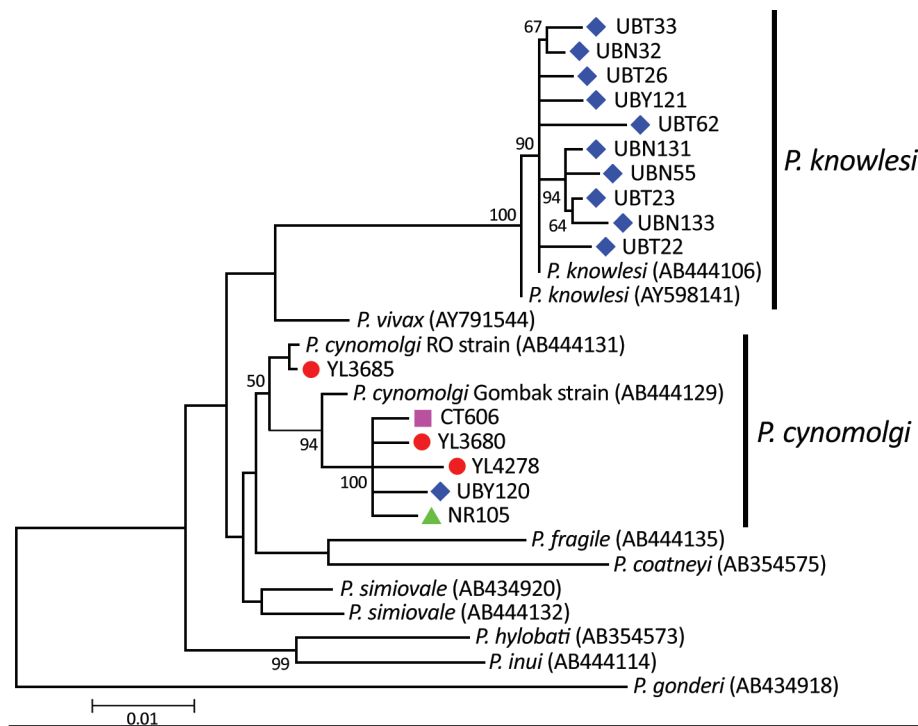 67
UBT33
UBN32
UBT26
UBY121
UBT62
90
UBN131
UBN55
94
UBT23
64
UBN133
100
UBT22
P. knowlesi (AB444106)
P. knowlesi (AY598141)
P. knowlesi
P. vivax (AY791544)
P. cynomolgi RO strain (AB444131)
50
YL3685
P. cynomolgi Gombak strain (AB444129)
CT606
94
YL3680
YL4278
100
UBY120
NR105
P. cynomolgi
P. fragile (AB444135)
P. coatneyi (AB354575)
P. simiovale (AB434920)
P. simiovale (AB444132)
P. hylobati (AB354573)
99
P. inui (AB444114)
P. gonderi (AB434918)
0.01